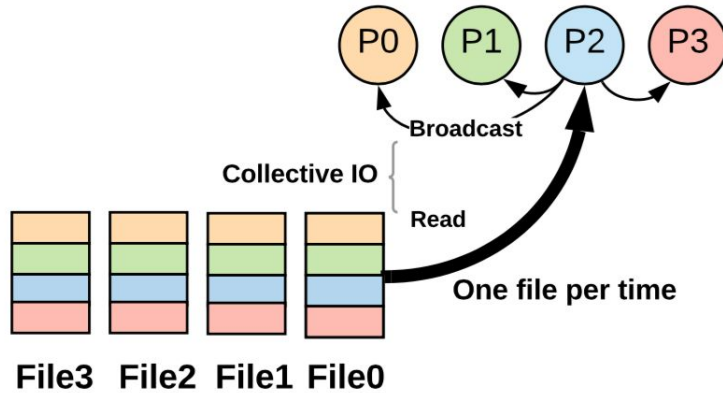 P0 P1 P2 P3
Broadcast
Collective IO
Read
One file per time
File3 File2 File1 File0